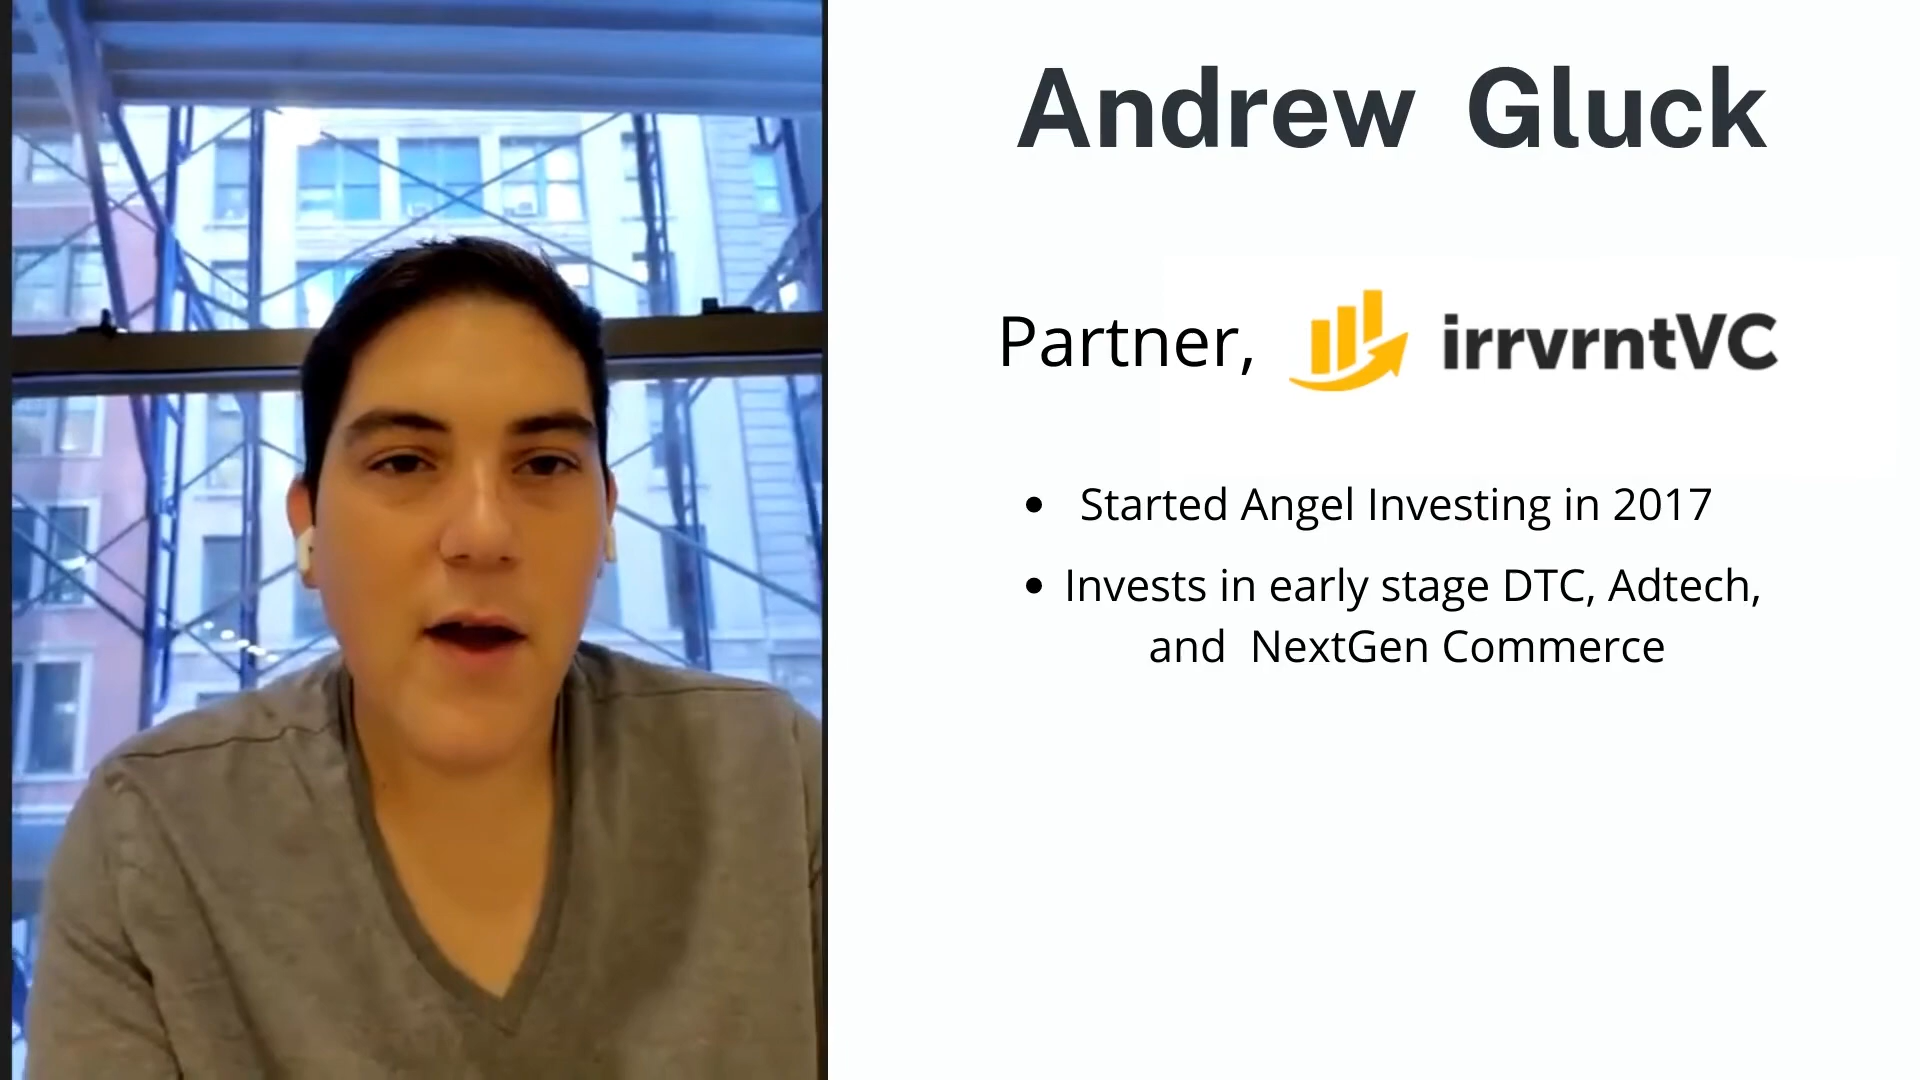 Andrew Gluck
Partner, irrvrntVC
• Started Angel Investing in 2017
• Invests in early stage DTC, Adtech,
and NextGen Commerce